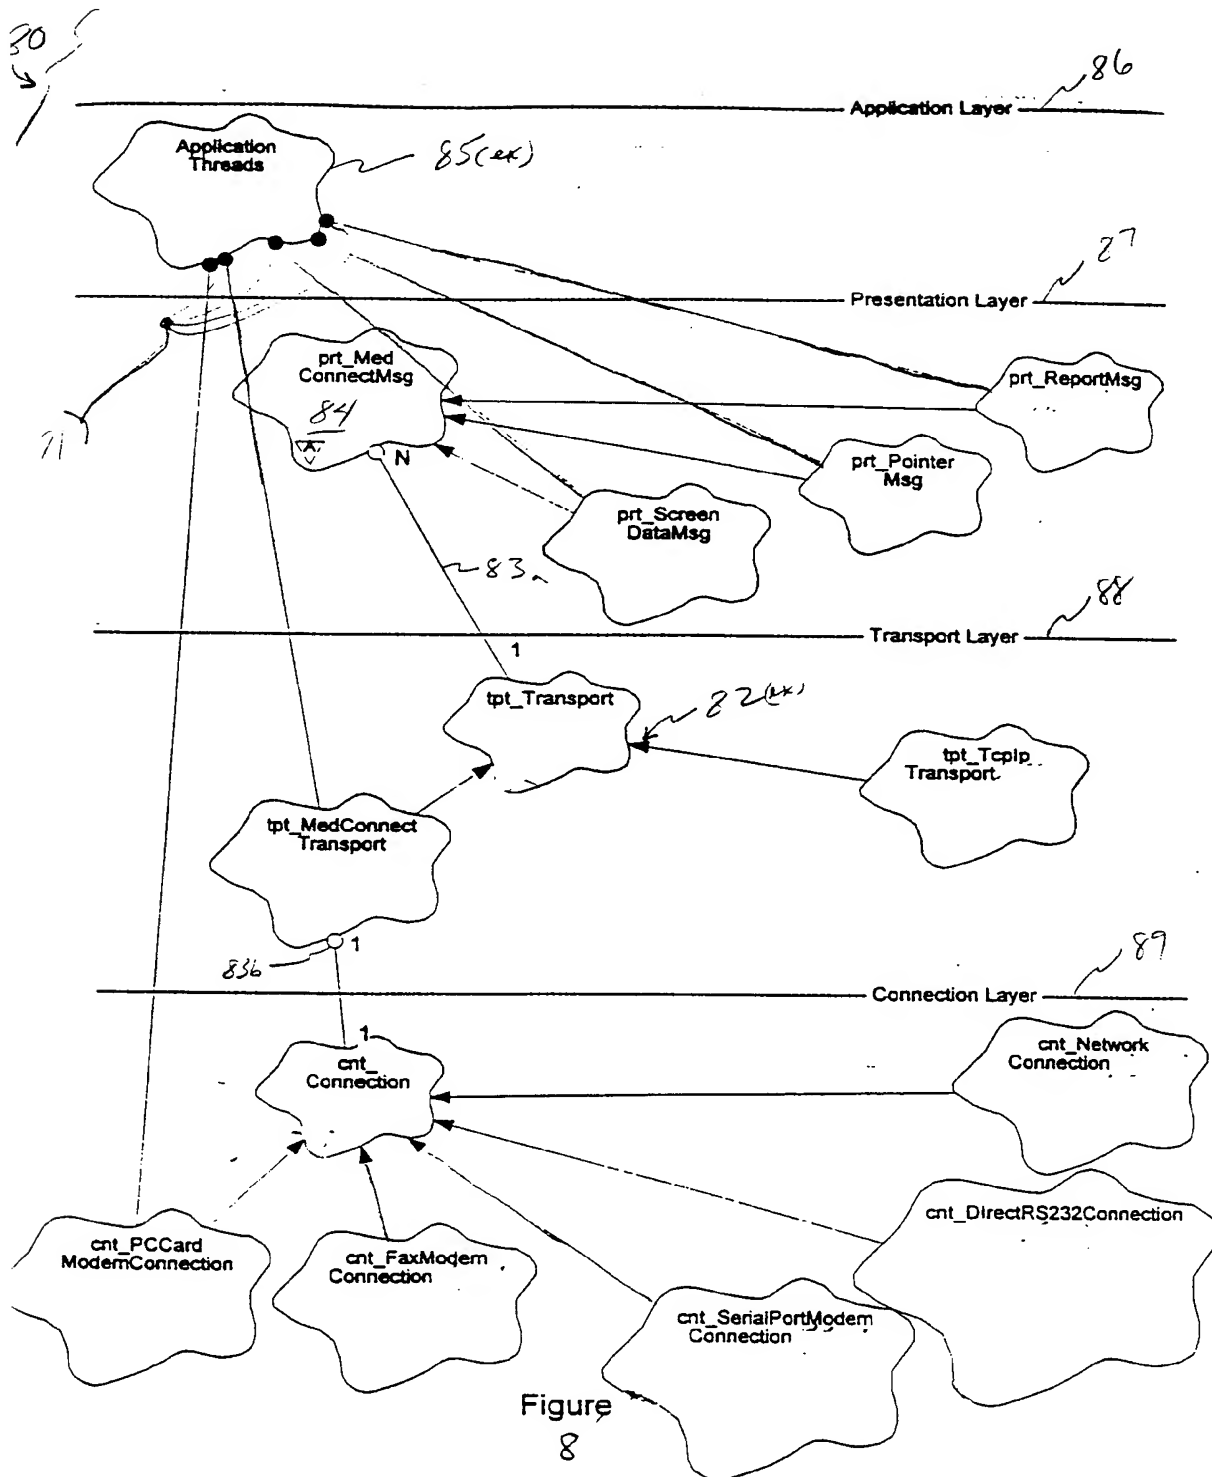 30
86
Application Layer
Application
Threads
85(ex)
87
Presentation Layer
prt_Med
ConnectMsg
84
A
N
prt_ReportMsg
prt_Pointer
Msg
prt_Screen
DataMsg
71
83a
88
Transport Layer
1
tpt_Transport
82(ex)
tpt_TcpIp
Transport
tpt_MedConnect
Transport
1
83b
89
Connection Layer
1
cnt_
Connection
cnt_Network
Connection
cnt_DirectRS232Connection
cnt_PCCard
ModemConnection
cnt_FaxModem
Connection
cnt_SerialPortModem
Connection
Figure
8